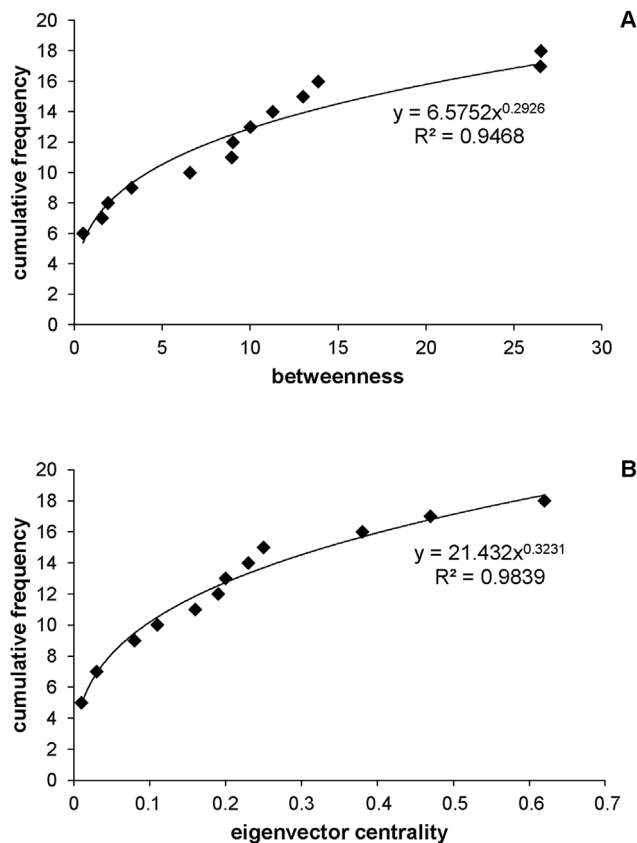 A
20
18
16
14
12
10
8
6
4
2
0
cumulative frequency
y = 6.5752x^0.2926
R² = 0.9468
0 5 10 15 20 25 30
betweenness
B
20
18
16
14
12
10
8
6
4
2
0
cumulative frequency
y = 21.432x^0.3231
R² = 0.9839
0 0.1 0.2 0.3 0.4 0.5 0.6 0.7
eigenvector centrality